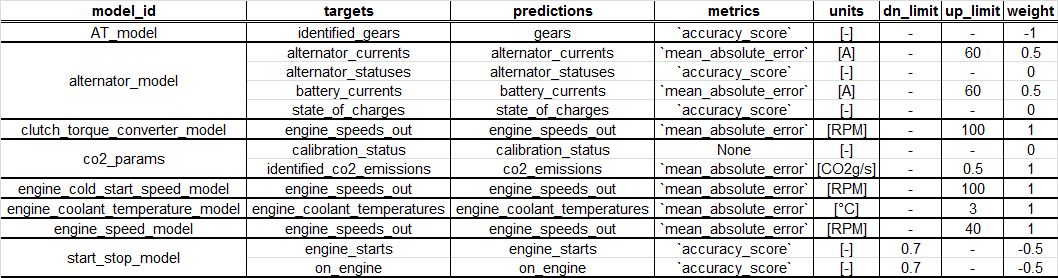 model_id targets predictions metrics units dn_limit up_limit weight
AT_model identified_gears gears `accuracy_score` [-] - - -1
alternator_model alternator_currents alternator_currents `mean_absolute_error` [A] - 60 0.5
alternator_statuses alternator_statuses `accuracy_score` [-] - - 0
battery_currents battery_currents `mean_absolute_error` [A] - 60 0.5
state_of_charges state_of_charges `accuracy_score` [-] - - 0
clutch_torque_converter_model engine_speeds_out engine_speeds_out `mean_absolute_error` [RPM] - 100 1
co2_params calibration_status calibration_status None [-] - - 0
identified_co2_emissions co2_emissions `mean_absolute_error` [CO2g/s] - 0.5 1
engine_cold_start_speed_model engine_speeds_out engine_speeds_out `mean_absolute_error` [RPM] - 100 1
engine_coolant_temperature_model engine_coolant_temperatures engine_coolant_temperatures `mean_absolute_error` [°C] - 3 1
engine_speed_model engine_speeds_out engine_speeds_out `mean_absolute_error` [RPM] - 40 1
start_stop_model engine_starts engine_starts `accuracy_score` [-] 0.7 - -0.5
on_engine on_engine `accuracy_score` [-] 0.7 - -0.5